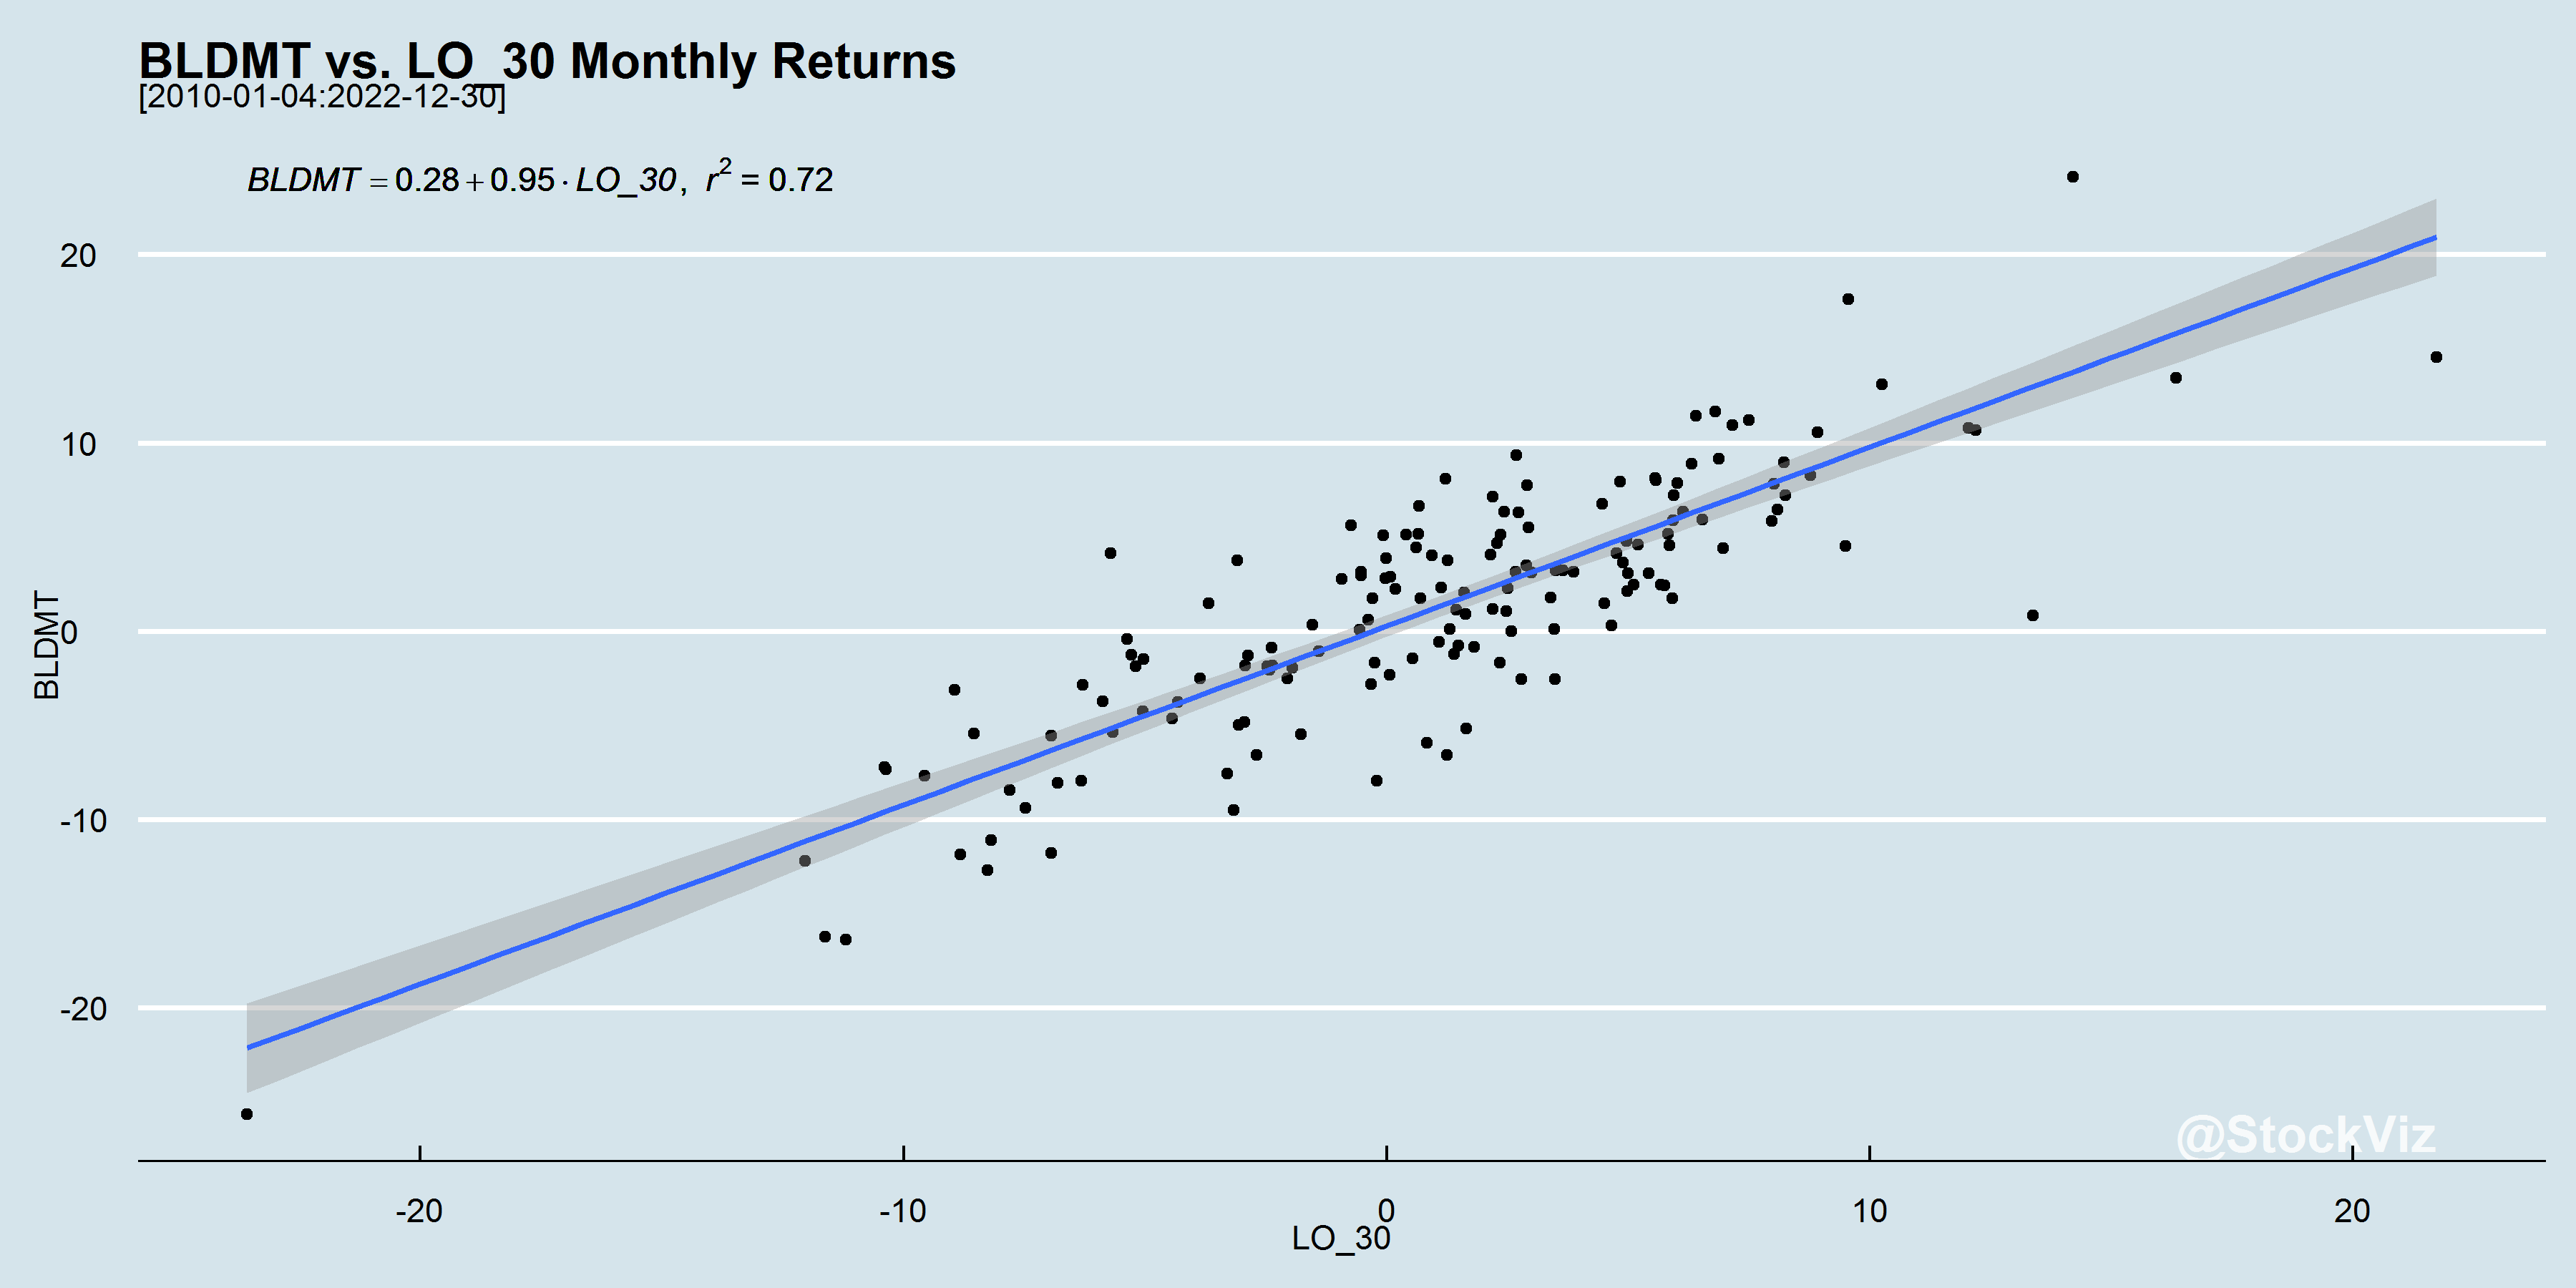 BLDMT vs. LO_30 Monthly Returns
[2010-01-04:2022-12-30]
BLDMT = 0.28 + 0.95 · LO_30, r² = 0.72
20
10
0
-10
-20
BLDMT
@StockViz
-20 -10 0 10 20
LO_30